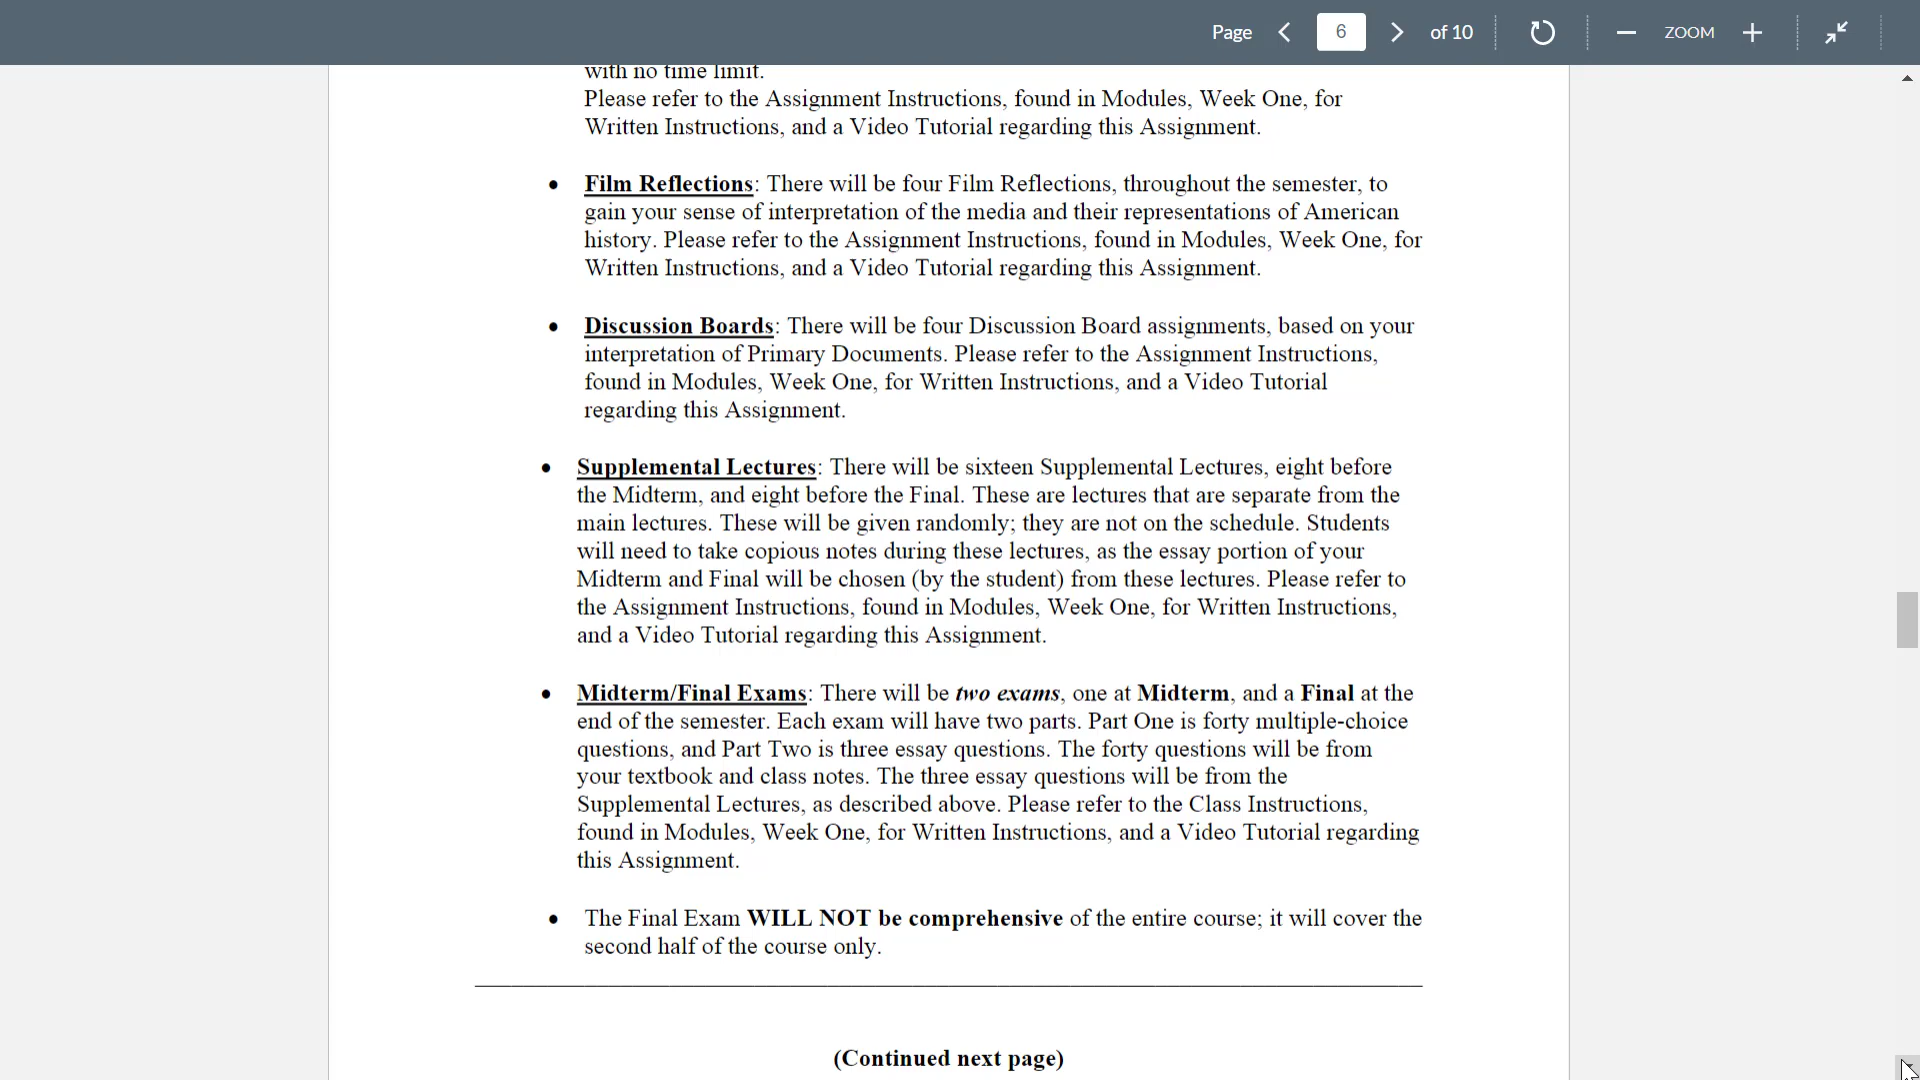 Page 6 of 10 ZOOM
with no time limit.
Please refer to the Assignment Instructions, found in Modules, Week One, for
Written Instructions, and a Video Tutorial regarding this Assignment.
• Film Reflections: There will be four Film Reflections, throughout the semester, to
gain your sense of interpretation of the media and their representations of American
history. Please refer to the Assignment Instructions, found in Modules, Week One, for
Written Instructions, and a Video Tutorial regarding this Assignment.
• Discussion Boards: There will be four Discussion Board assignments, based on your
interpretation of Primary Documents. Please refer to the Assignment Instructions,
found in Modules, Week One, for Written Instructions, and a Video Tutorial
regarding this Assignment.
• Supplemental Lectures: There will be sixteen Supplemental Lectures, eight before
the Midterm, and eight before the Final. These are lectures that are separate from the
main lectures. These will be given randomly; they are not on the schedule. Students
will need to take copious notes during these lectures, as the essay portion of your
Midterm and Final will be chosen (by the student) from these lectures. Please refer to
the Assignment Instructions, found in Modules, Week One, for Written Instructions,
and a Video Tutorial regarding this Assignment.
• Midterm/Final Exams: There will be two exams, one at Midterm, and a Final at the
end of the semester. Each exam will have two parts. Part One is forty multiple-choice
questions, and Part Two is three essay questions. The forty questions will be from
your textbook and class notes. The three essay questions will be from the
Supplemental Lectures, as described above. Please refer to the Class Instructions,
found in Modules, Week One, for Written Instructions, and a Video Tutorial regarding
this Assignment.
• The Final Exam WILL NOT be comprehensive of the entire course; it will cover the
second half of the course only.
(Continued next page)